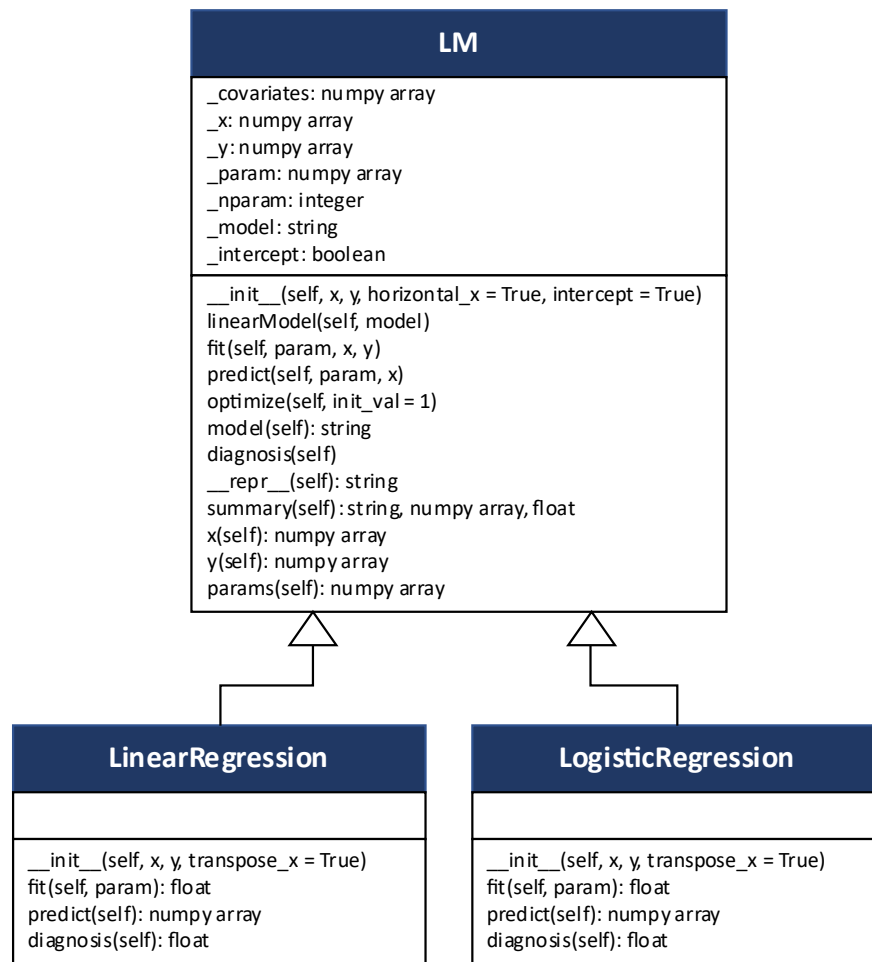 LM
_covariates: numpy array
_x: numpy array
_y: numpy array
_param: numpy array
_nparam: integer
_model: string
_intercept: boolean
__init__(self, x, y, horizontal_x = True, intercept = True)
linearModel(self, model)
fit(self, param, x, y)
predict(self, param, x)
optimize(self, init_val = 1)
model(self): string
diagnosis(self)
__repr__(self): string
summary(self): string, numpy array, float
x(self): numpy array
y(self): numpy array
params(self): numpy array
LinearRegression
__init__(self, x, y, transpose_x = True)
fit(self, param): float
predict(self): numpy array
diagnosis(self): float
LogisticRegression
__init__(self, x, y, transpose_x = True)
fit(self, param): float
predict(self): numpy array
diagnosis(self): float